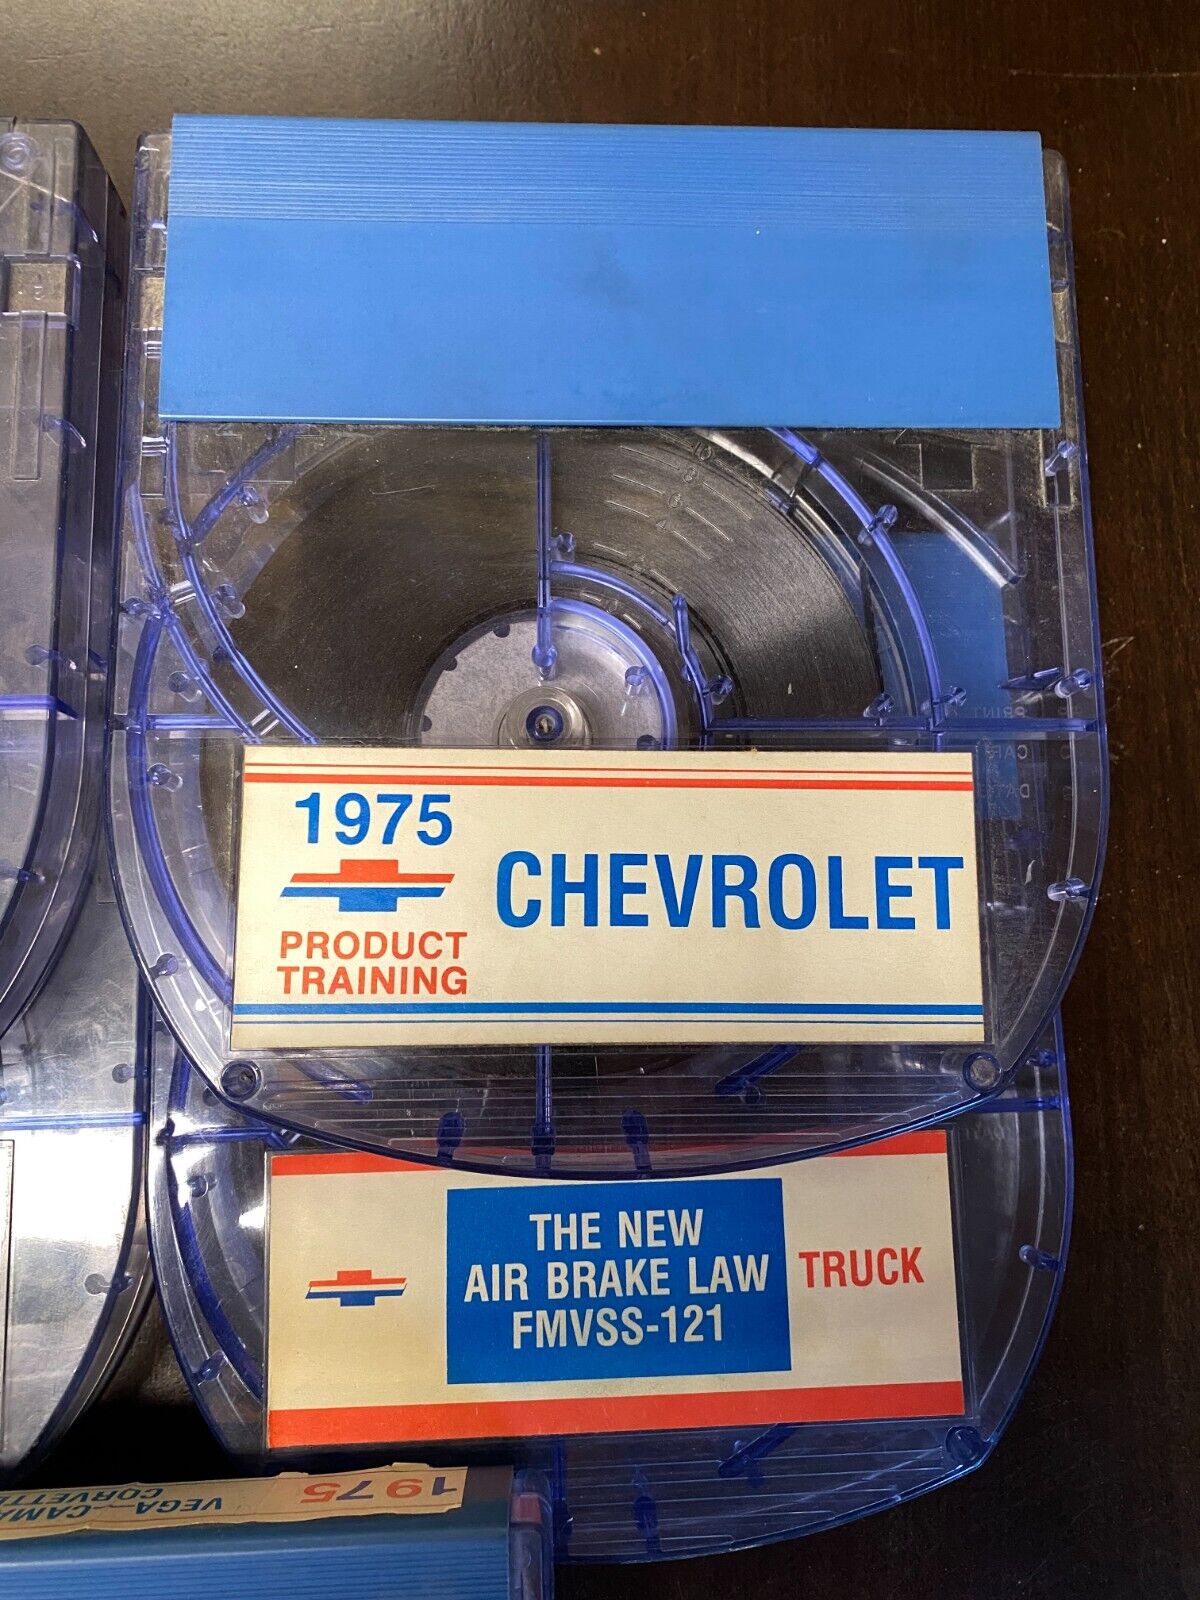 1975
PRODUCT
TRAINING
CHEVROLET
THE NEW
AIR BRAKE LAW
FMVSS-121
TRUCK
1975
VEGA